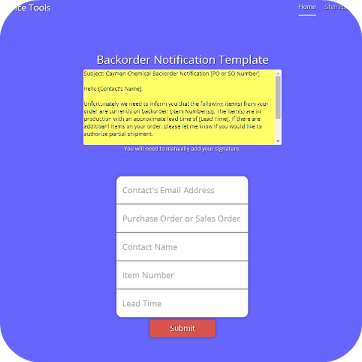 Tools
Home
Backorder Notification Template
Subject: Cayman Chemical Backorder Notification [PO or SO Number]
Hello [Contact's Name],
Unfortunately we need to inform you that the following item(s) from your
order are currently on backorder: [Item Number(s)]. The item(s) are in
production with an approximate lead time of [Lead Time]. If there are
additional items on your order, please let me know if you would like to
authorize partial shipment.
You will need to manually add your signature.
Contact's Email Address
Purchase Order or Sales Order
Contact Name
Item Number
Lead Time
Submit